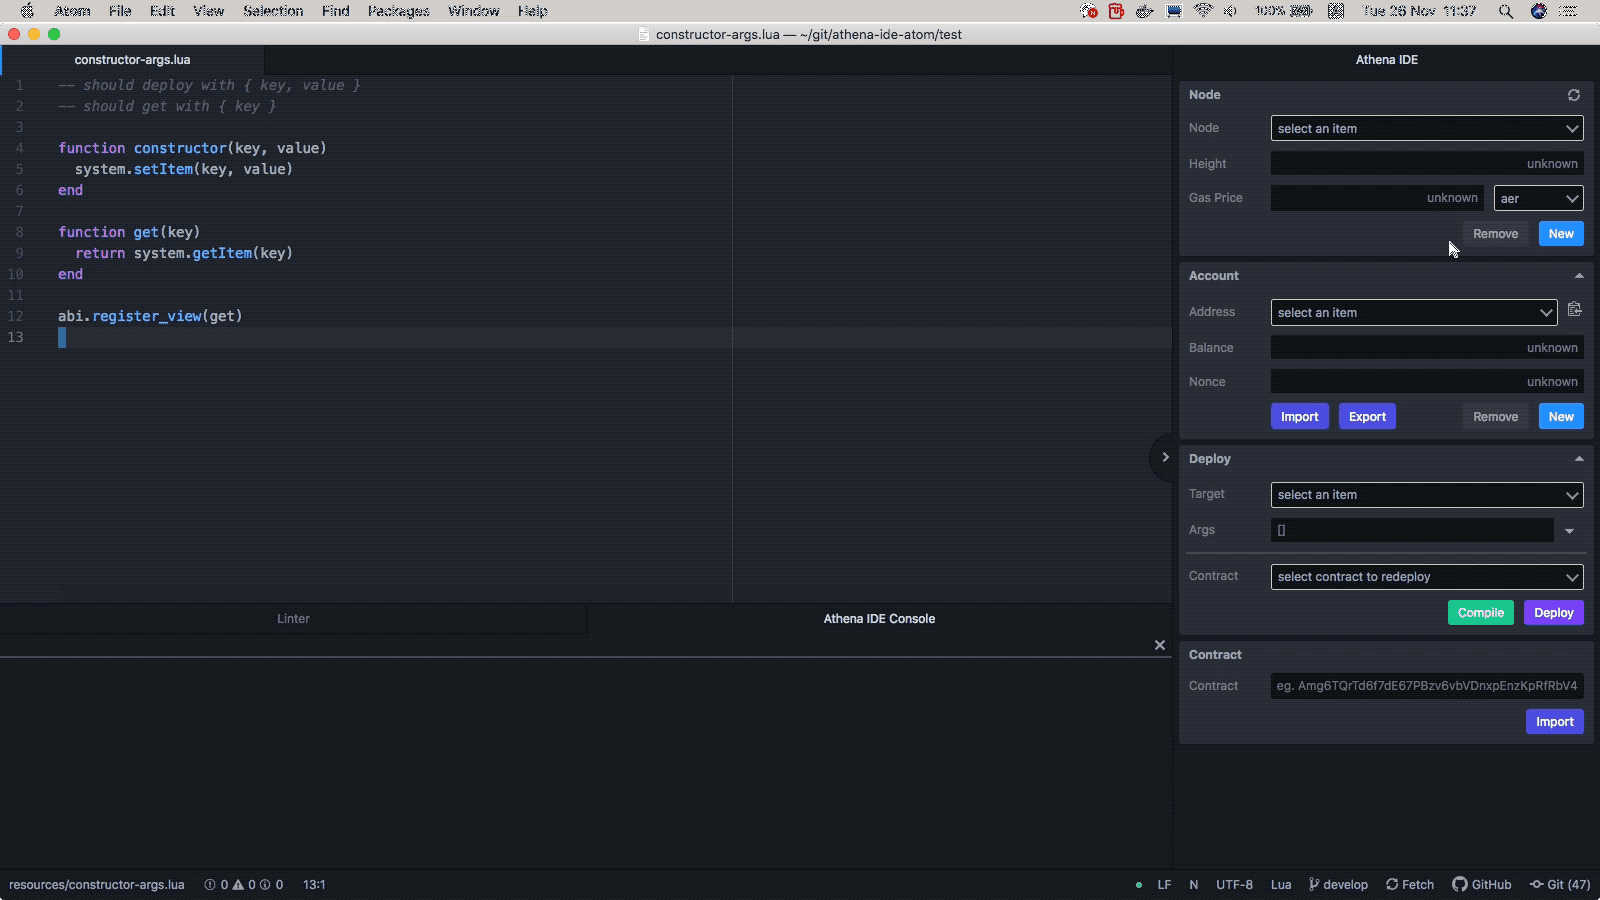 Atom File Edit View Selection Find Packages Window Help 100% Tue 26 Nov 11:37
constructor-args.lua — ~/git/athena-ide-atom/test
constructor-args.lua
Athena IDE
1 -- should deploy with { key, value }
2 -- should get with { key }
3
4 function constructor(key, value)
5 system.setItem(key, value)
6 end
7
8 function get(key)
9 return system.getItem(key)
10 end
11
12 abi.register_view(get)
13
Node
Node select an item
Height unknown
Gas Price unknown aer
Remove New
Account
Address select an item
Balance unknown
Nonce unknown
Import Export Remove New
Deploy
Target select an item
Args []
Contract select contract to redeploy
Compile Deploy
Contract
Contract eg. Amg6TQrTd6f7dE67PBzv6vbVDnxpEnzKpRfRbV4
Import
Linter Athena IDE Console
resources/constructor-args.lua 0 0 0 13:1 LF N UTF-8 Lua develop Fetch GitHub Git (47)